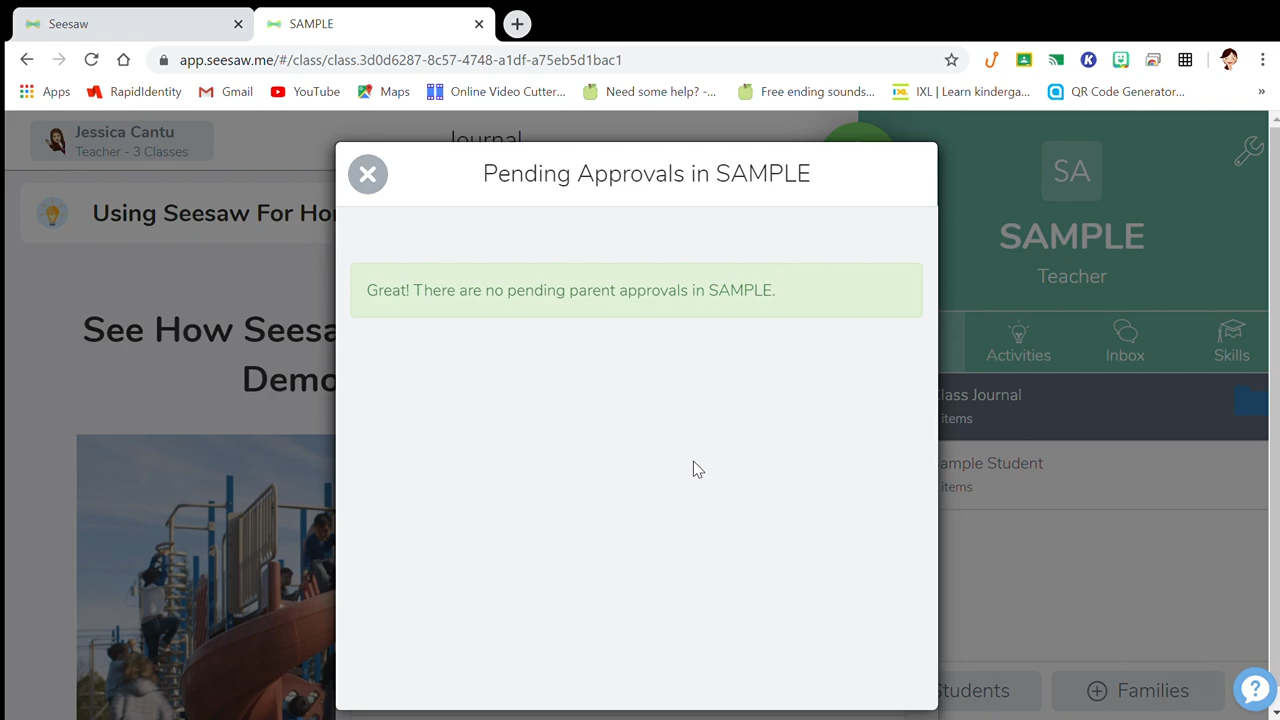 Seesaw
SAMPLE
app.seesaw.me/#/class/class.3d0d6287-8c57-4748-a1df-a75eb5d1bac1
Apps
RapidIdentity
Gmail
YouTube
Maps
Online Video Cutter...
Need some help? -...
Free ending sounds...
IXL | Learn kinderga...
QR Code Generator...
»
Jessica Cantu
Teacher - 3 Classes
Journal
Using Seesaw For Ho
See How Seesa
Demo
Pending Approvals in SAMPLE
Great! There are no pending parent approvals in SAMPLE.
SA
SAMPLE
Teacher
Activities
Inbox
Skills
lass Journal
items
ample Student
items
Students
Families
?